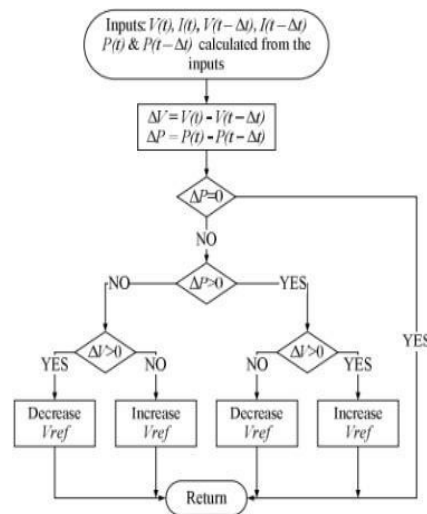 Inputs: V(t), I(t), V(t-Δt), I(t-Δt)
P(t) & P(t-Δt) calculated from the
inputs
ΔV = V(t) - V(t-Δt)
ΔP = P(t) - P(t-Δt)
ΔP=0
NO
NO
ΔP>0
YES
YES
ΔV>0
ΔV>0
YES
NO
NO
YES
Decrease
Vref
Increase
Vref
Decrease
Vref
Increase
Vref
Return